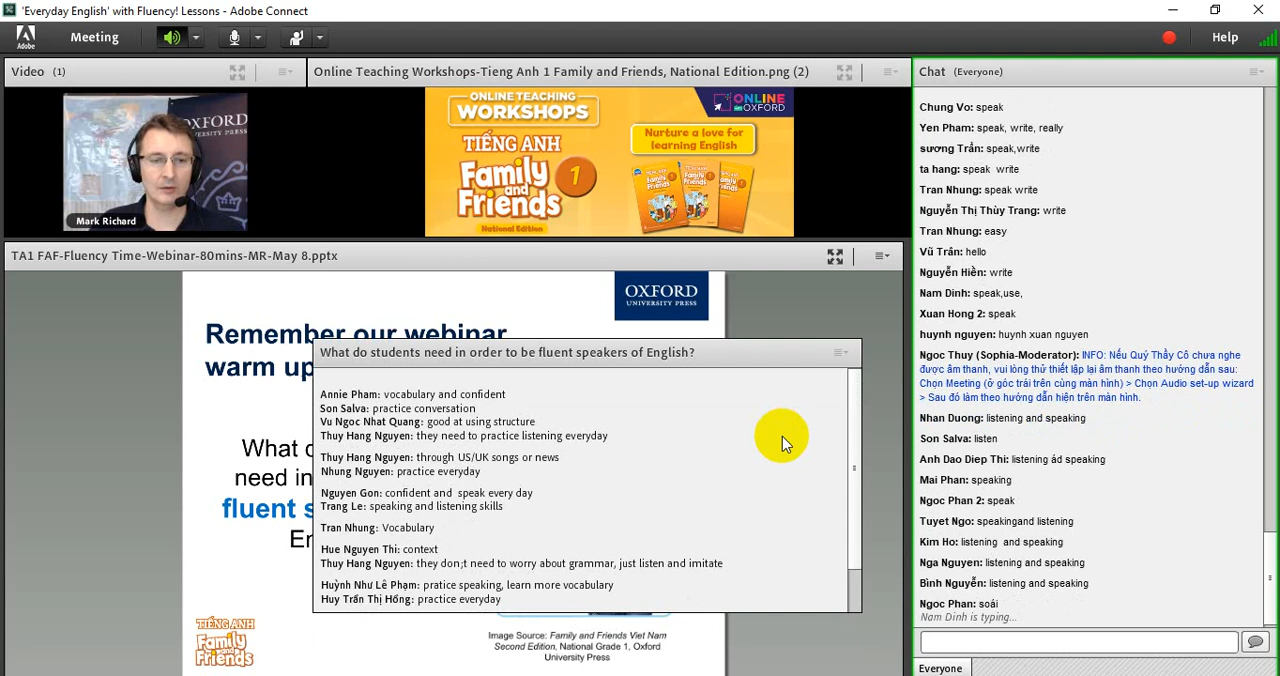 'Everyday English' with Fluency! Lessons - Adobe Connect
Adobe
Meeting
Help
Video (1)
OXFORD
UNIVERSITY PRESS
Mark Richard
Online Teaching Workshops-Tieng Anh 1 Family and Friends, National Edition.png (2)
ONLINE TEACHING
WORKSHOPS
TIẾNG ANH
Family
and
Friends
1
National Edition
ONLINE
OXFORD
Nurture a love for
learning English
TA1 FAF-Fluency Time-Webinar-80mins-MR-May 8.pptx
OXFORD
UNIVERSITY PRESS
Remember our webinar
warm up
What
need in
fluent s
En
What do students need in order to be fluent speakers of English?
Annie Pham: vocabulary and confident
Son Salva: practice conversation
Vu Ngoc Nhat Quang: good at using structure
Thuy Hang Nguyen: they need to practice listening everyday
Thuy Hang Nguyen: through US/UK songs or news
Nhung Nguyen: practice everyday
Nguyen Gon: confident and speak every day
Trang Le: speaking and listening skills
Tran Nhung: Vocabulary
Hue Nguyen Thi: context
Thuy Hang Nguyen: they don;t need to worry about grammar, just listen and imitate
Huỳnh Như Lê Phạm: pratice speaking, learn more vocabulary
Huy Trần Thị Hồng: practice everyday
TIẾNG ANH
Family
and
Friends
Image Source: Family and Friends Viet Nam
Second Edition, National Grade 1, Oxford
University Press
Chat (Everyone)
Chung Vo: speak
Yen Pham: speak, write, really
sương Trần: speak,write
ta hang: speak write
Tran Nhung: speak write
Nguyễn Thị Thùy Trang: write
Tran Nhung: easy
Vũ Trần: hello
Nguyễn Hiền: write
Nam Dinh: speak,use,
Xuan Hong 2: speak
huynh nguyen: huynh xuan nguyen
Ngoc Thuy (Sophia-Moderator): INFO: Nếu Quý Thầy Cô chưa nghe
được âm thanh, vui lòng thử thiết lập lại âm thanh theo hướng dẫn sau:
Chọn Meeting (ở góc trái trên cùng màn hình) > Chọn Audio set-up wizard
> Sau đó làm theo hướng dẫn hiện trên màn hình.
Nhan Duong: listening and speaking
Son Salva: listen
Anh Dao Diep Thi: listening ád speaking
Mai Phan: speaking
Ngoc Phan 2: speak
Tuyet Ngo: speakingand listening
Kim Ho: listening and speaking
Nga Nguyen: listening and speaking
Bình Nguyễn: listening and speaking
Ngoc Phan: soái
Nam Dinh is typing...
Everyone